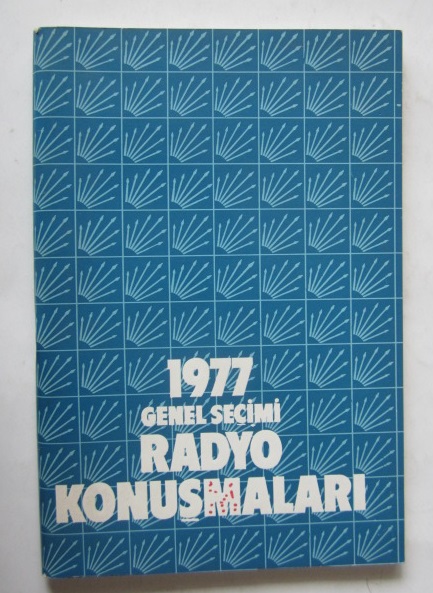 1977
GENEL SEÇİMİ
RADYO
KONUŞMALARI